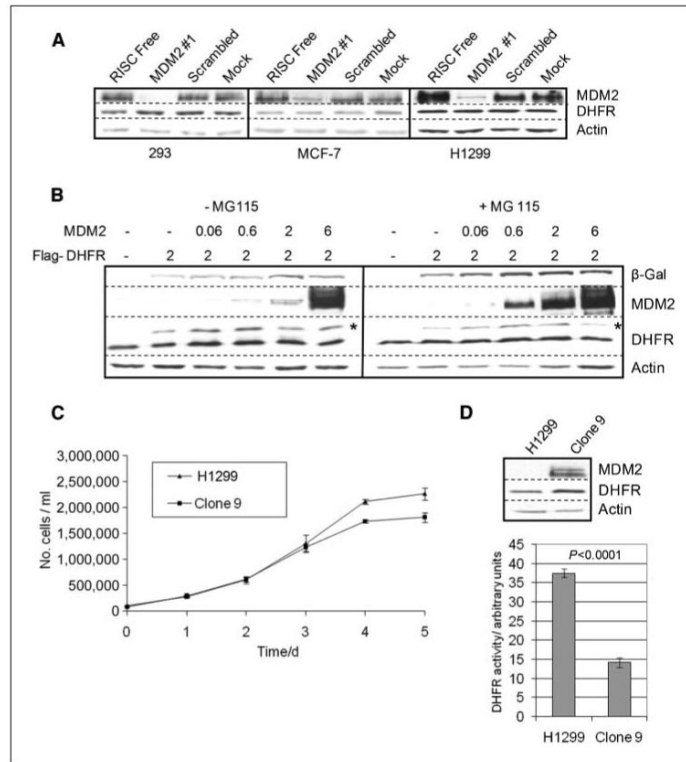 A
RISC Free MDM2 #1 Scrambled Mock RISC Free MDM2 #1 Scrambled Mock RISC Free MDM2 #1 Scrambled Mock
MDM2
DHFR
Actin
293 MCF-7 H1299
B
- MG115 + MG 115
MDM2 - - 0.06 0.6 2 6 - - 0.06 0.6 2 6
Flag- DHFR - 2 2 2 2 2 - 2 2 2 2 2
β-Gal
MDM2
* *
DHFR
Actin
C
No. cells / ml
3,000,000
2,500,000
2,000,000
1,500,000
1,000,000
500,000
0
0 1 2 3 4 5
Time/d
H1299
Clone 9
D
H1299 Clone 9
MDM2
DHFR
Actin
P<0.0001
DHFR activity/ arbitrary units
45
40
35
30
25
20
15
10
5
0
H1299 Clone 9